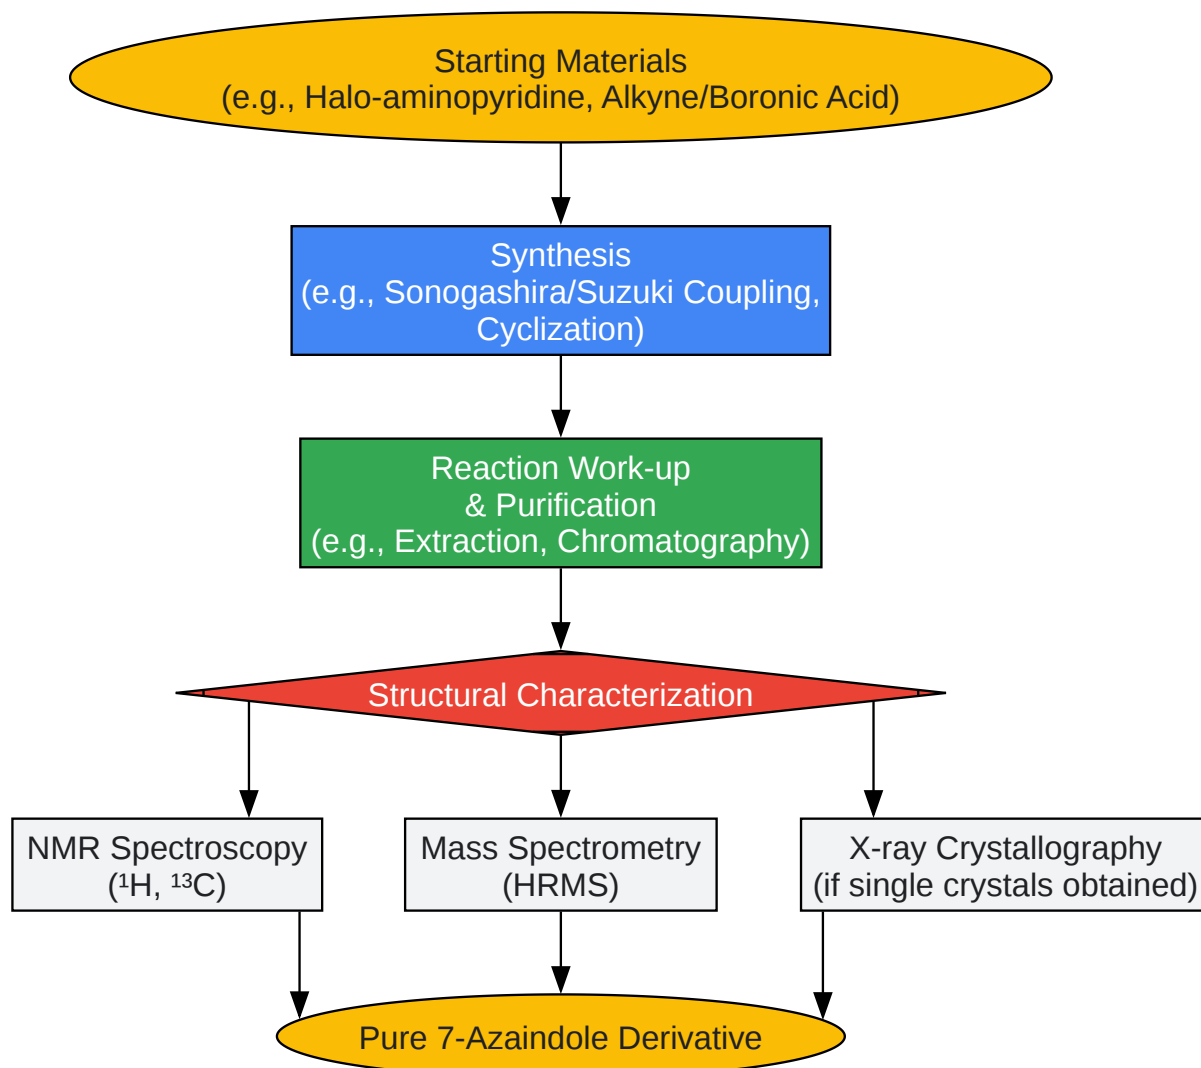 Starting Materials
(e.g., Halo-aminopyridine, Alkyne/Boronic Acid)
Synthesis
(e.g., Sonogashira/Suzuki Coupling,
Cyclization)
Reaction Work-up
& Purification
(e.g., Extraction, Chromatography)
Structural Characterization
NMR Spectroscopy
(¹H, ¹³C)
Mass Spectrometry
(HRMS)
X-ray Crystallography
(if single crystals obtained)
Pure 7-Azaindole Derivative